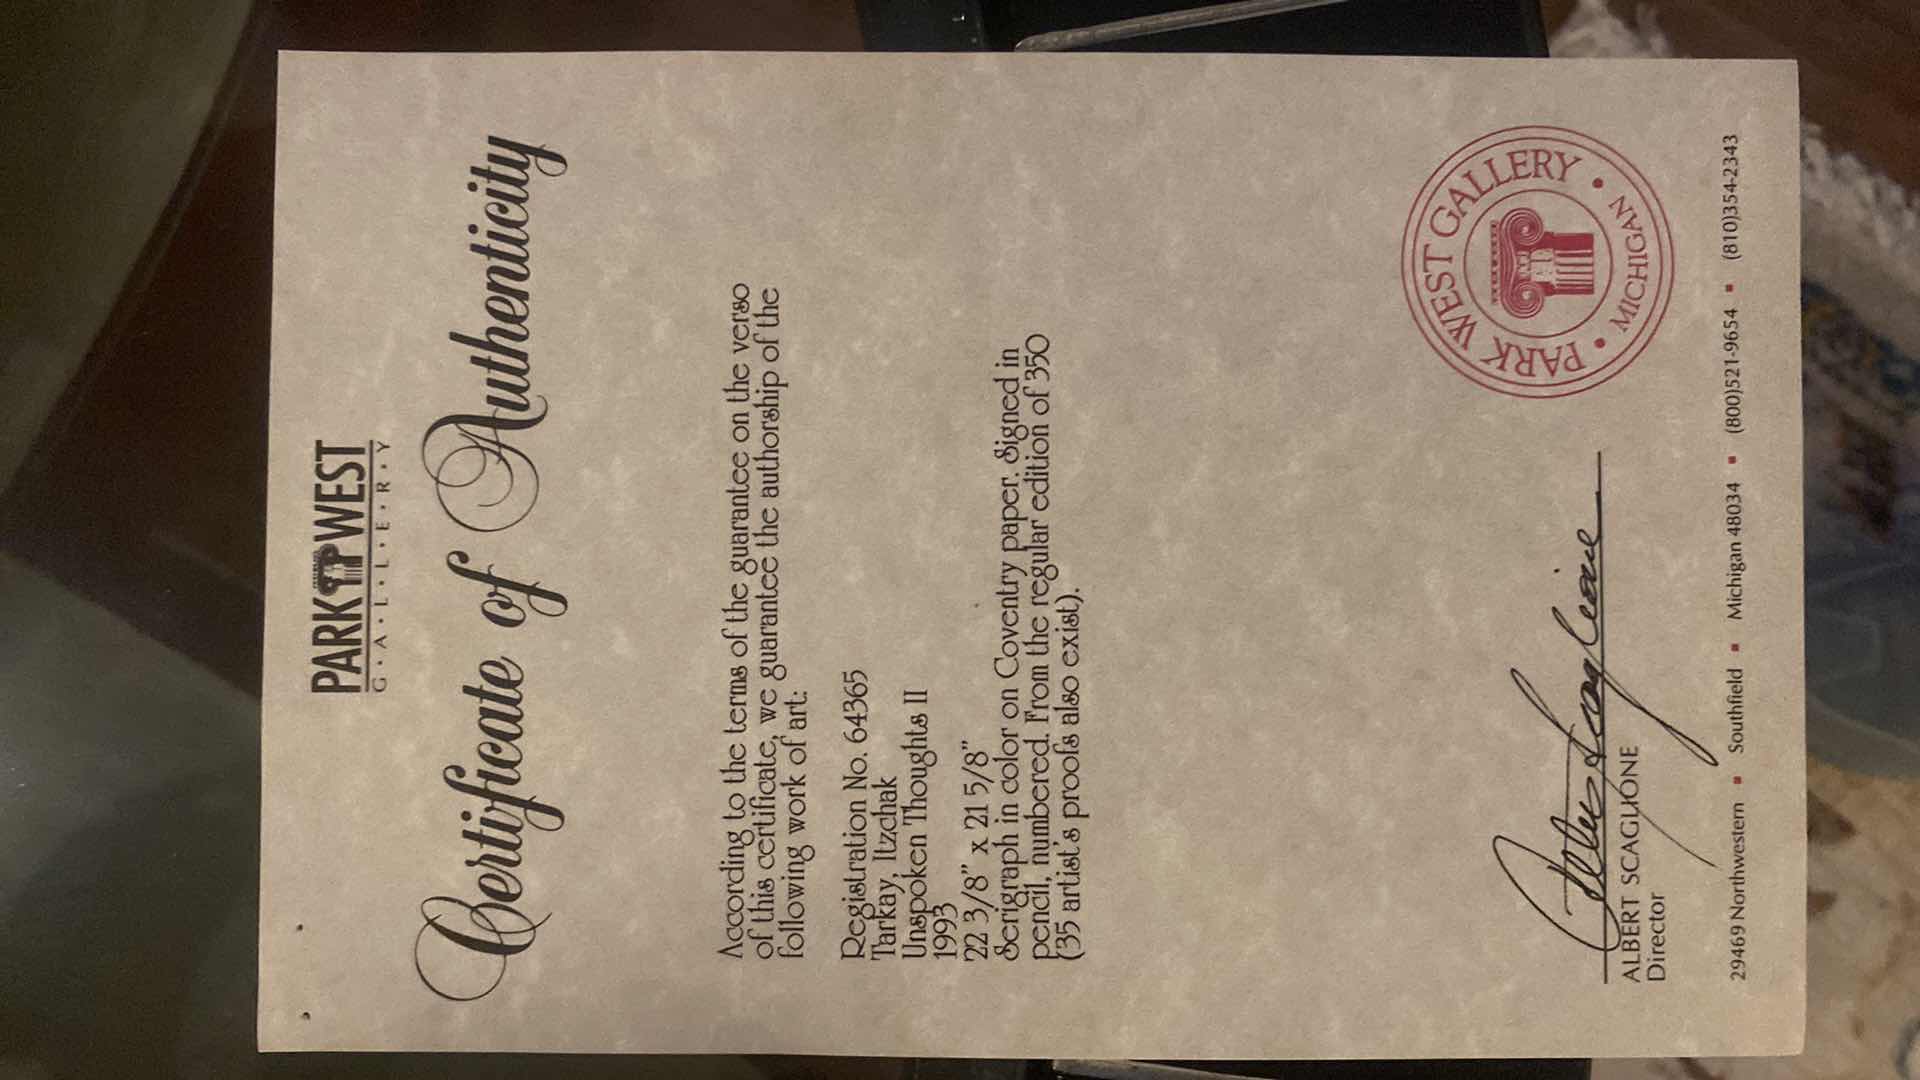 PARK WEST
G·A·L·L·E·R·Y
Certificate of Authenticity
According to the terms of the guarantee on the verso
of this certificate, we guarantee the authorship of the
following work of art:
Registration No. 64365
Tarkay, Itzchak
Unspoken Thoughts II
1993
22 3/8" x 21 5/8"
Serigraph in color on Coventry paper. Signed in
pencil, numbered. From the regular edition of 350
(35 artist's proofs also exist).
Albert Scaglione
ALBERT SCAGLIONE
Director
PARK WEST GALLERY • MICHIGAN •
29469 Northwestern ▪ Southfield ▪ Michigan 48034 ▪ (800)521-9654 ▪ (810)354-2343